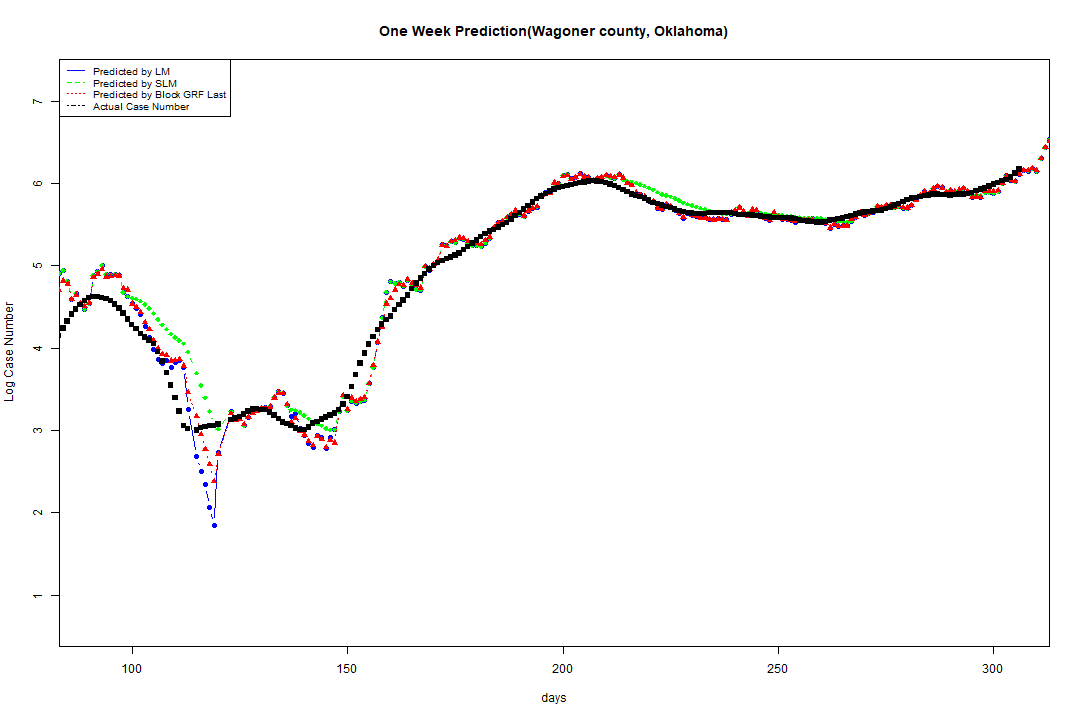 One Week Prediction(Wagoner county, Oklahoma)
Predicted by LM
Predicted by SLM
Predicted by Block GRF Last
Actual Case Number
7
6
5
4
3
2
1
Log Case Number
100 150 200 250 300
days